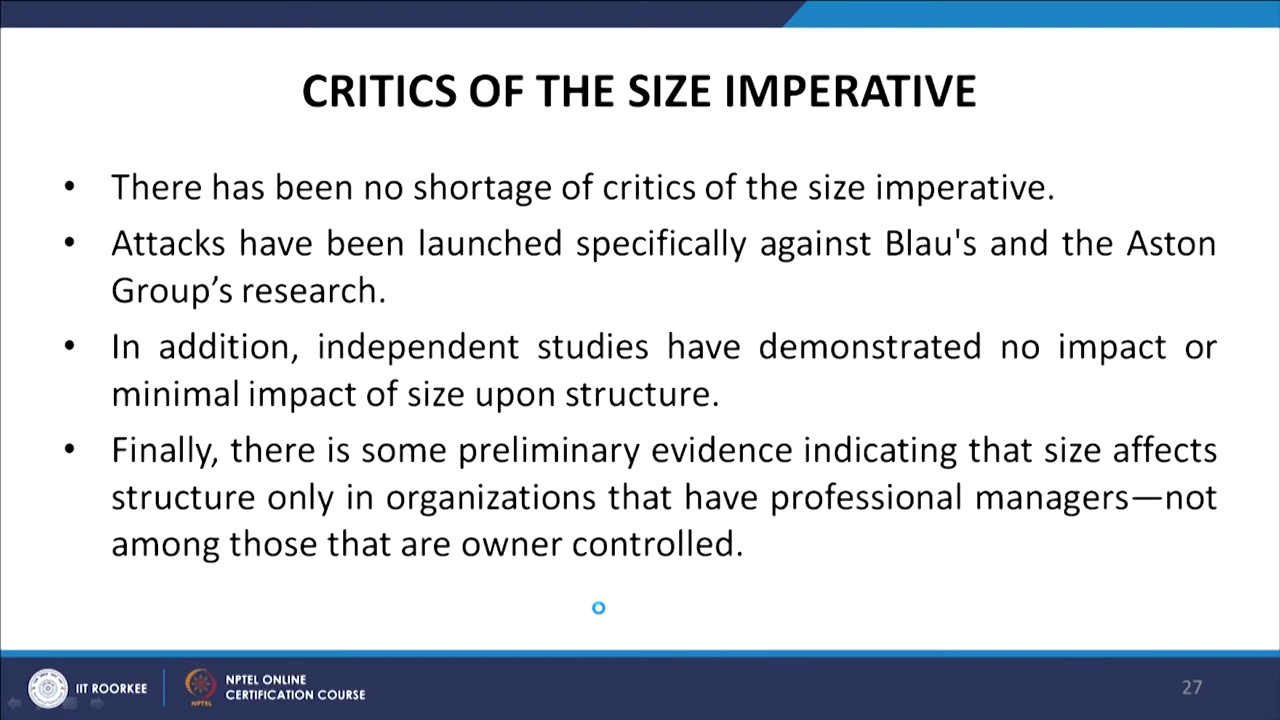 CRITICS OF THE SIZE IMPERATIVE
• There has been no shortage of critics of the size imperative.
• Attacks have been launched specifically against Blau's and the Aston
Group’s research.
• In addition, independent studies have demonstrated no impact or
minimal impact of size upon structure.
• Finally, there is some preliminary evidence indicating that size affects
structure only in organizations that have professional managers—not
among those that are owner controlled.
IIT ROORKEE
NPTEL
NPTEL ONLINE
CERTIFICATION COURSE
27